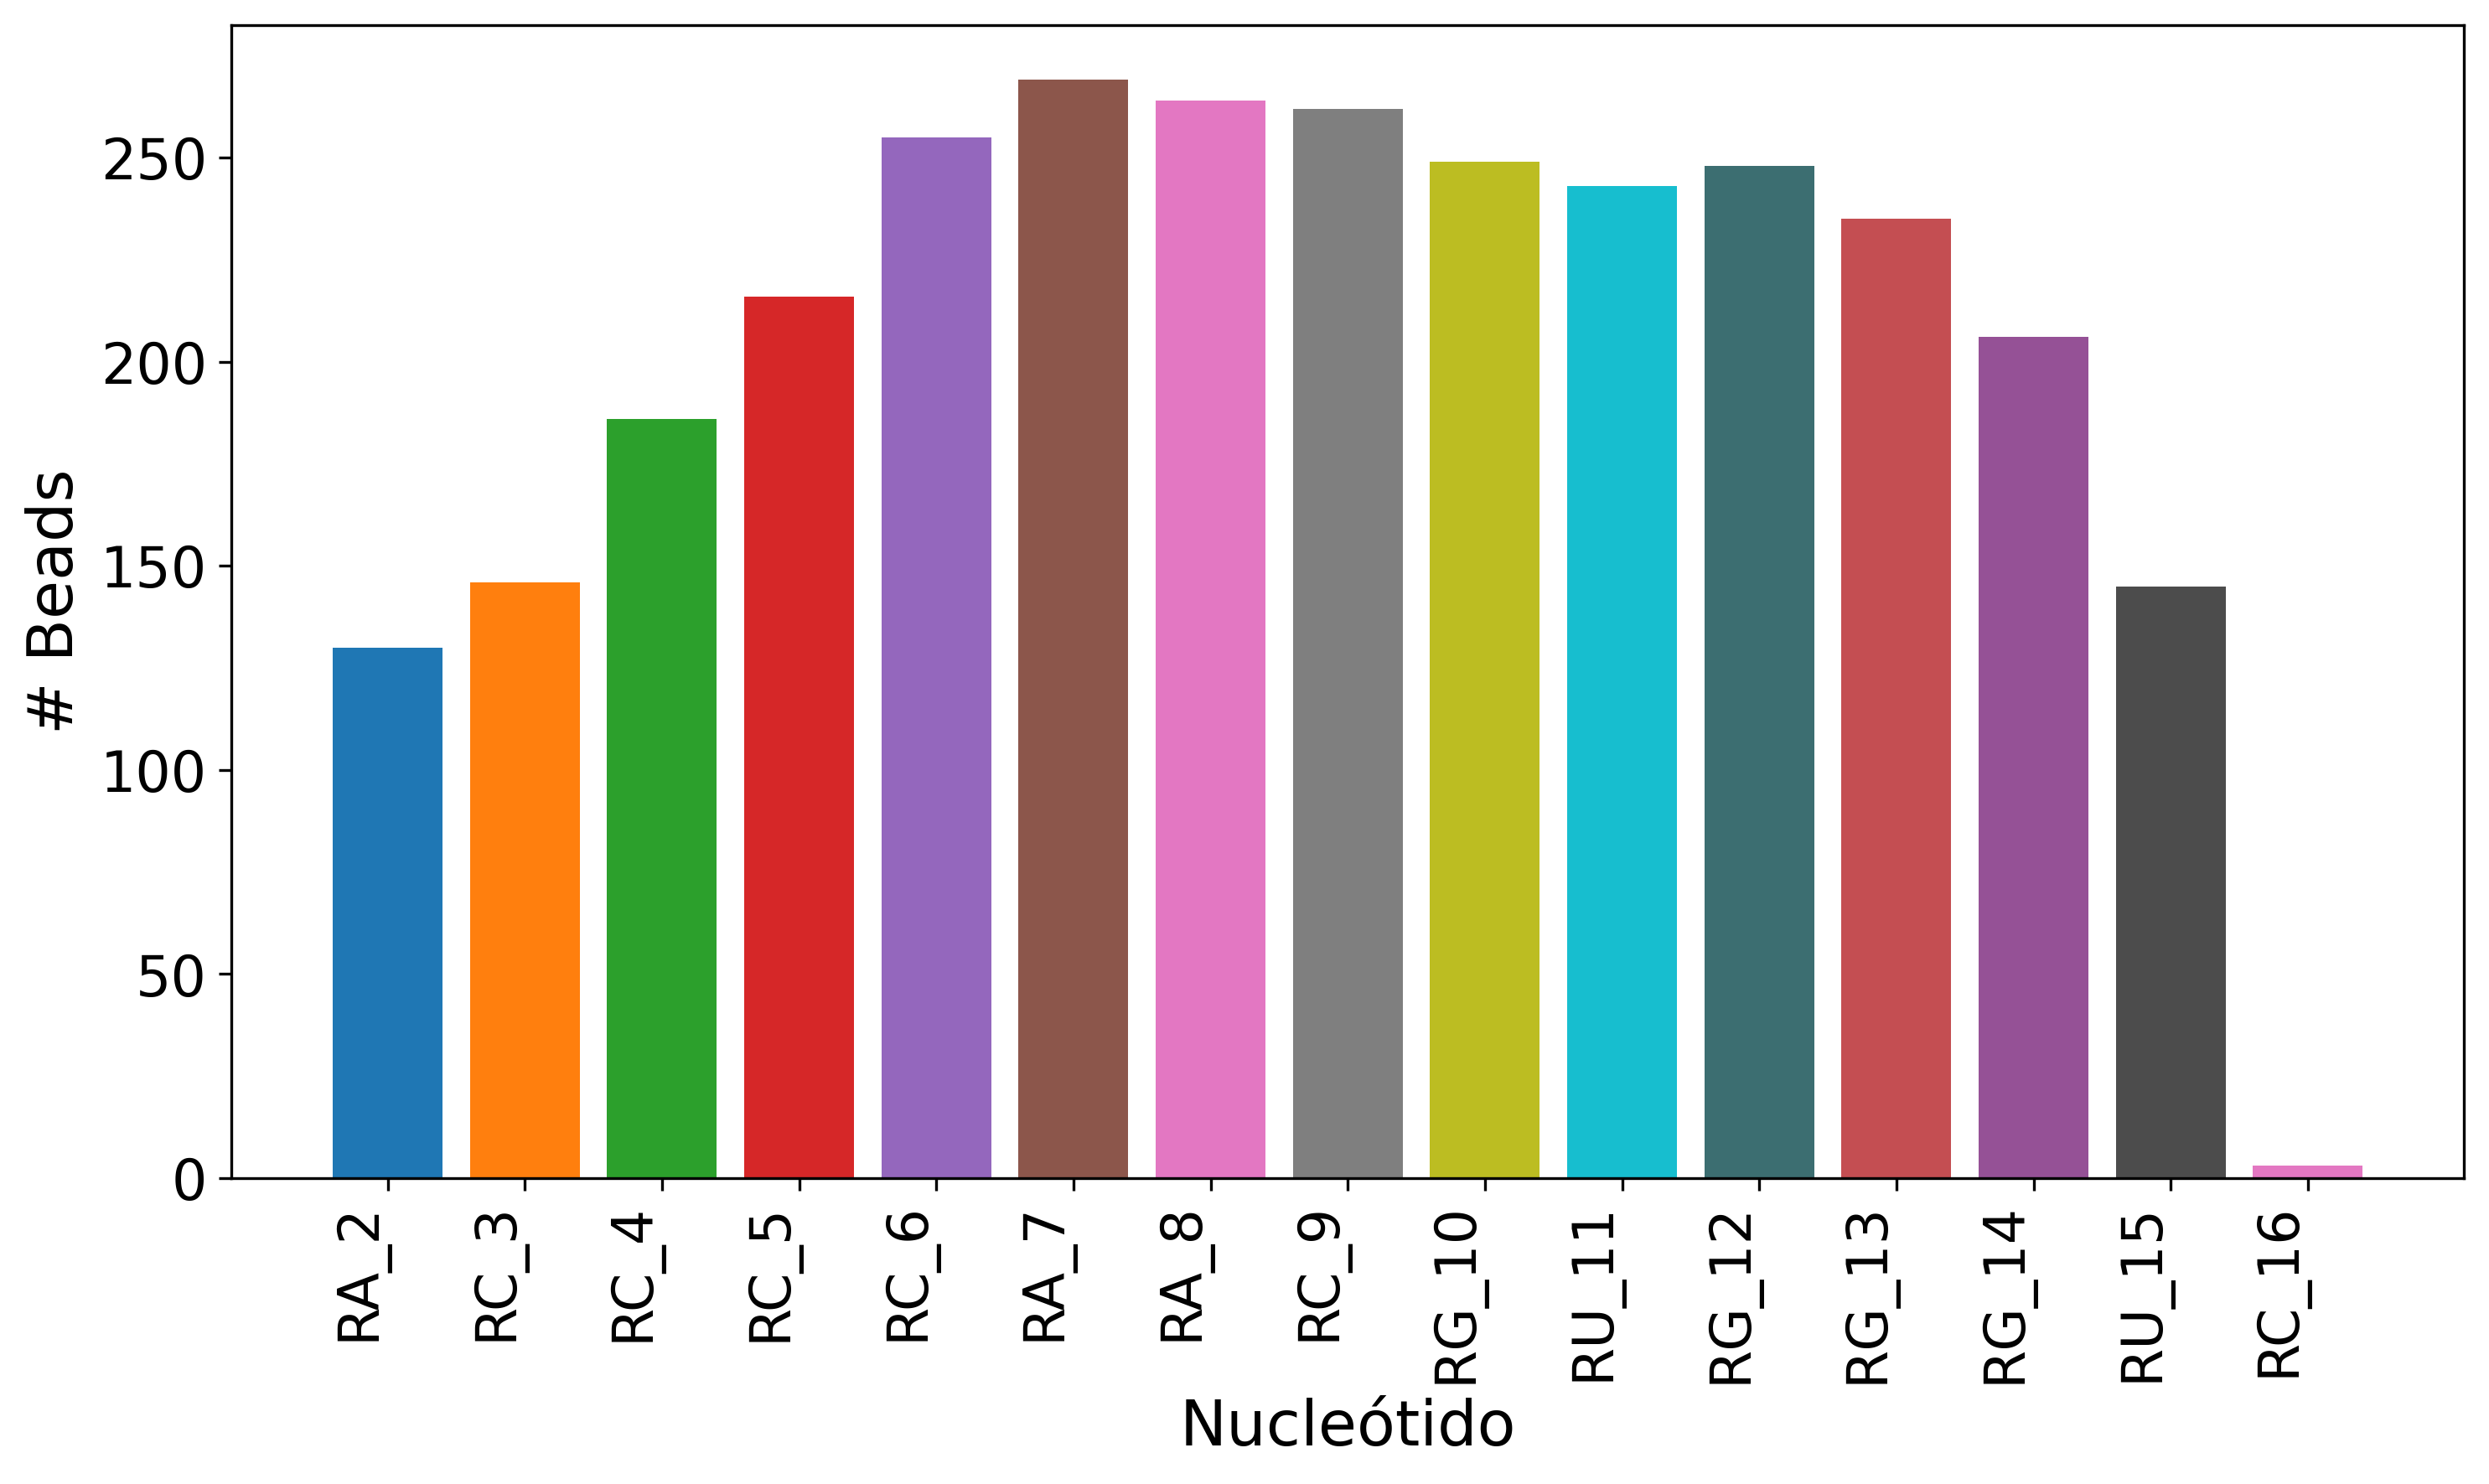 # Beads
250
200
150
100
50
0
RA_2
RC_3
RC_4
RC_5
RC_6
RA_7
RA_8
RC_9
RG_10
RU_11
RG_12
RG_13
RG_14
RU_15
RC_16
Nucleótido